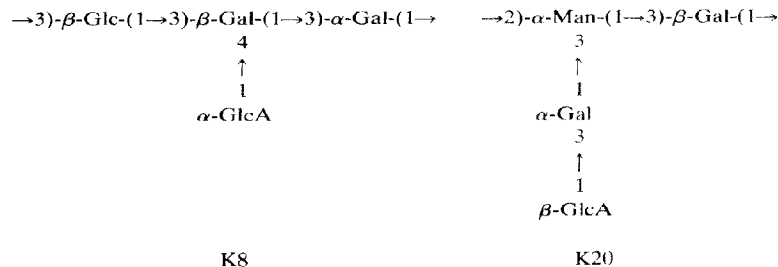 →3)-β-Glc-(1→3)-β-Gal-(1→3)-α-Gal-(1→
4
↑
1
α-GlcA
K8
→2)-α-Man-(1→3)-β-Gal-(1→
3
↑
1
α-Gal
3
↑
1
β-GlcA
K20